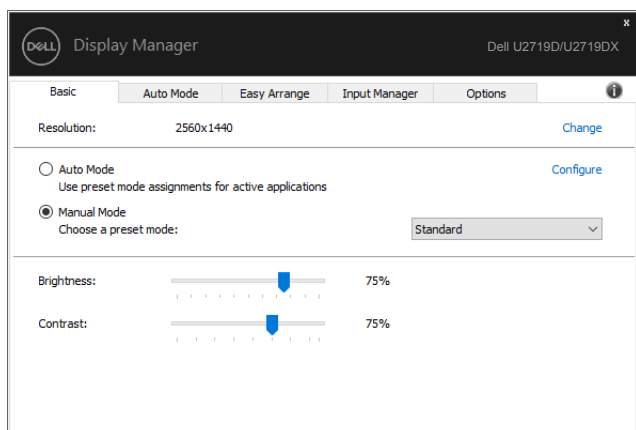 x
DELL Display Manager Dell U2719D/U2719DX
Basic Auto Mode Easy Arrange Input Manager Options i
Resolution: 2560x1440 Change
Auto Mode Configure
Use preset mode assignments for active applications
Manual Mode
Choose a preset mode: Standard
Brightness: 75%
Contrast: 75%